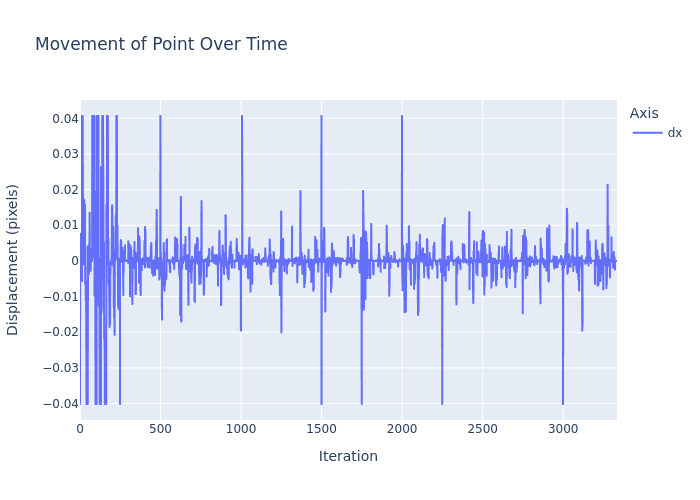 Movement of Point Over Time
Axis
dx
Displacement (pixels)
0.04
0.03
0.02
0.01
0
−0.01
−0.02
−0.03
−0.04
0 500 1000 1500 2000 2500 3000
Iteration